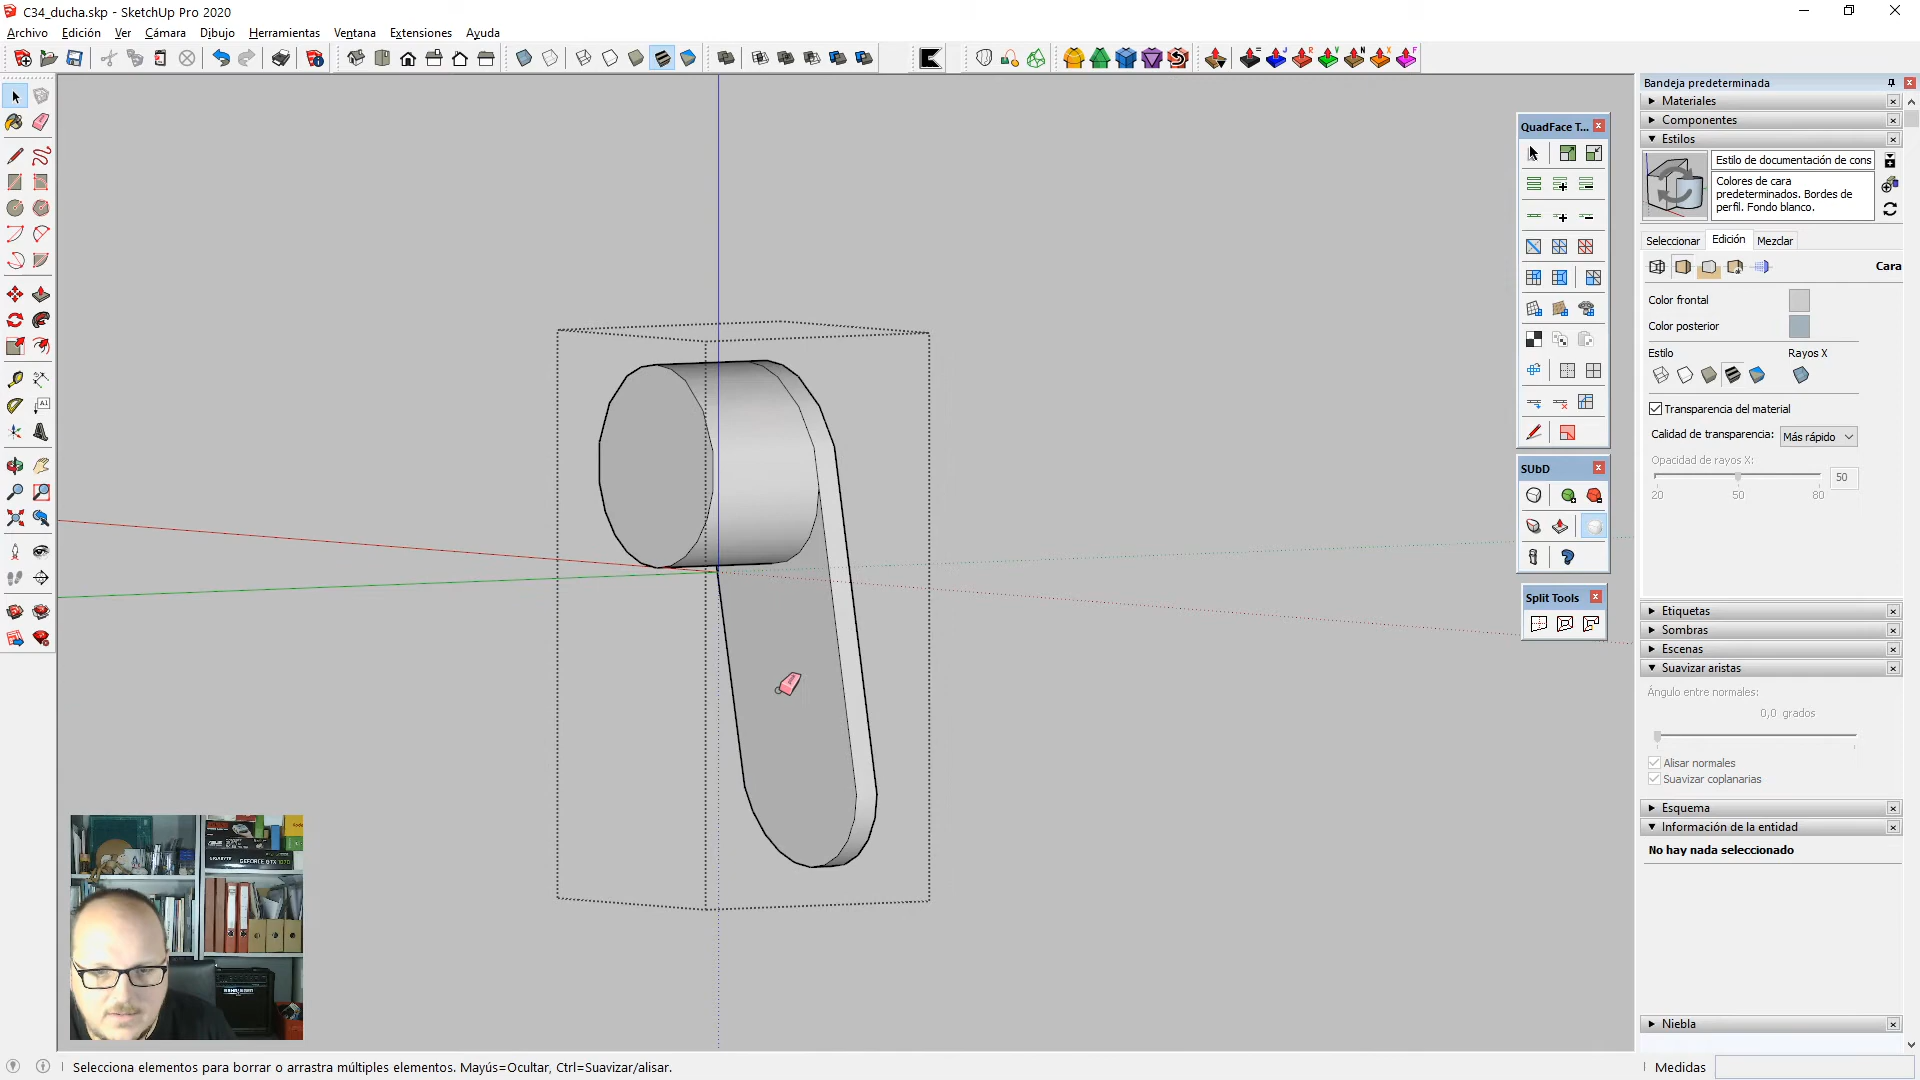 C34_ducha.skp - SketchUp Pro 2020
Archivo Edición Ver Cámara Dibujo Herramientas Ventana Extensiones Ayuda
Bandeja predeterminada
Materiales
Componentes
Estilos
Estilo de documentación de cons
Colores de cara
predeterminados. Bordes de
perfil. Fondo blanco.
Seleccionar Edición Mezclar
Cara
Color frontal
Color posterior
Estilo Rayos X
Transparencia del material
Calidad de transparencia: Más rápido
Opacidad de rayos X:
50
20 50 80
Etiquetas
Sombras
Escenas
Suavizar aristas
Ángulo entre normales:
0,0 grados
Alisar normales
Suavizar coplanarias
Esquema
Información de la entidad
No hay nada seleccionado
Niebla
QuadFace T...
SUbD
Split Tools
Selecciona elementos para borrar o arrastra múltiples elementos. Mayús=Ocultar, Ctrl=Suavizar/alisar.
Medidas